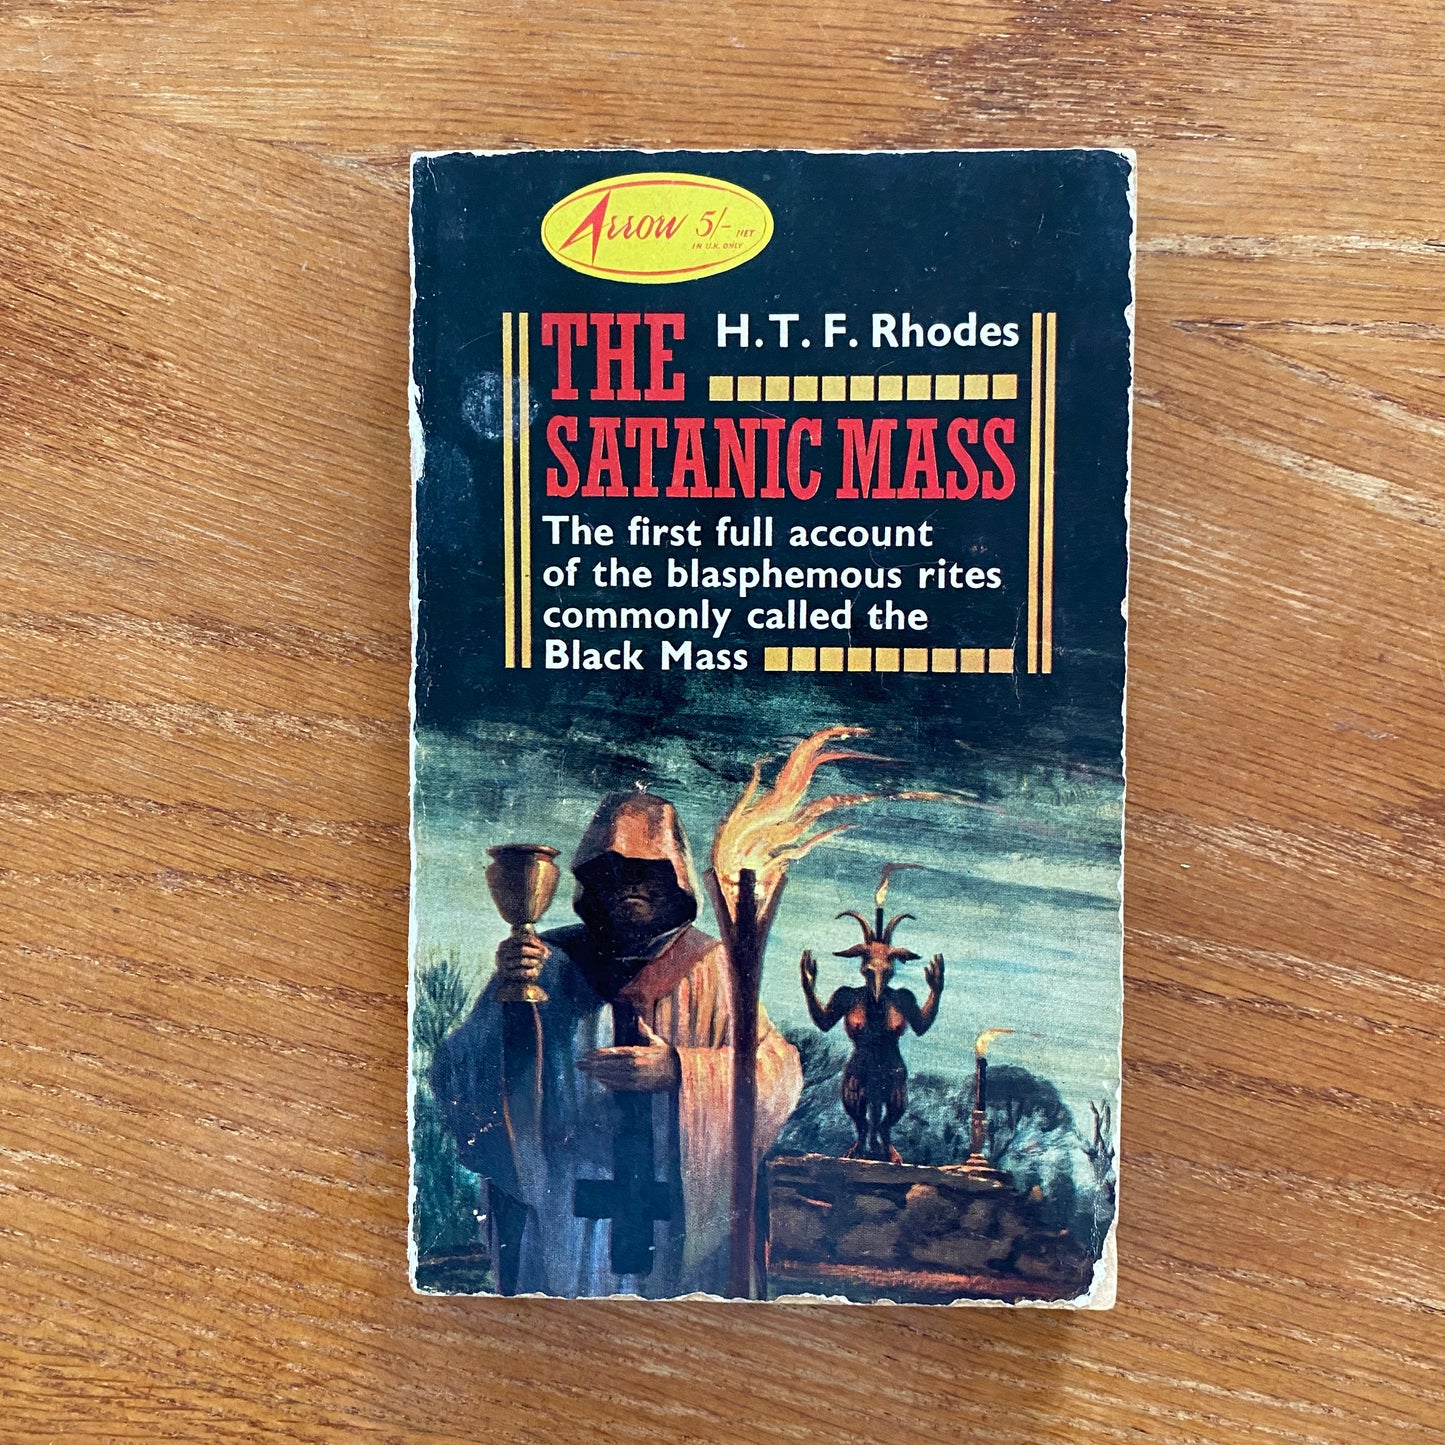 Arrow 5/- NET
IN U.K. ONLY
H. T. F. Rhodes
THE
SATANIC MASS
The first full account
of the blasphemous rites
commonly called the
Black Mass